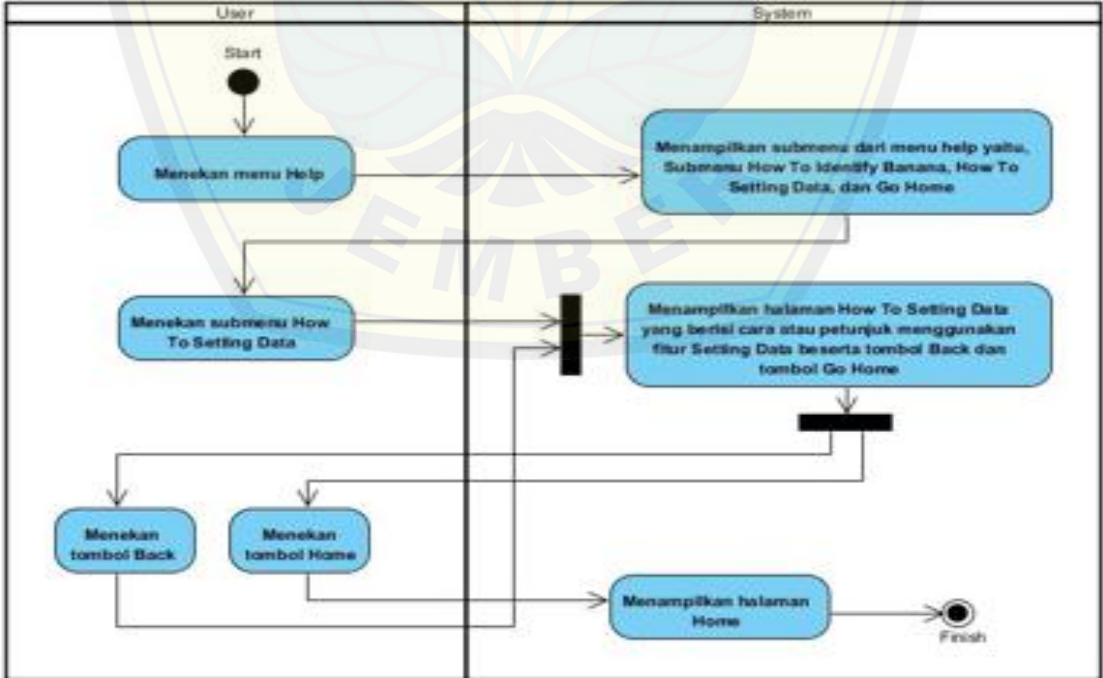 User
System
Start
Menekan menu Help
Menampilkan submenu dari menu help yaitu,
Submenu How To Identify Banana, How To
Setting Data, dan Go Home
Menekan submenu How
To Setting Data
Menampilkan halaman How To Setting Data
yang berisi cara atau petunjuk menggunakan
fitur Setting Data beserta tombol Back dan
tombol Go Home
Menekan
tombol Back
Menekan
tombol Home
Menampilkan halaman
Home
Finish